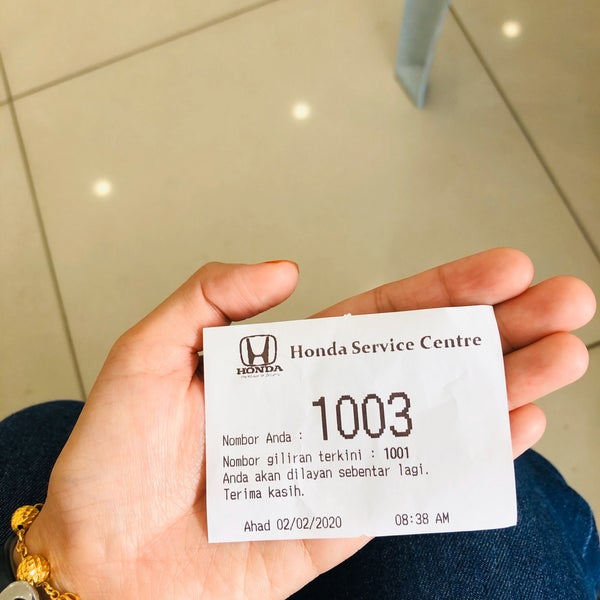 HONDA
Honda Service Centre
Nombor Anda : 1003
Nombor giliran terkini : 1001
Anda akan dilayan sebentar lagi.
Terima kasih.
Ahad 02/02/2020 08:38 AM